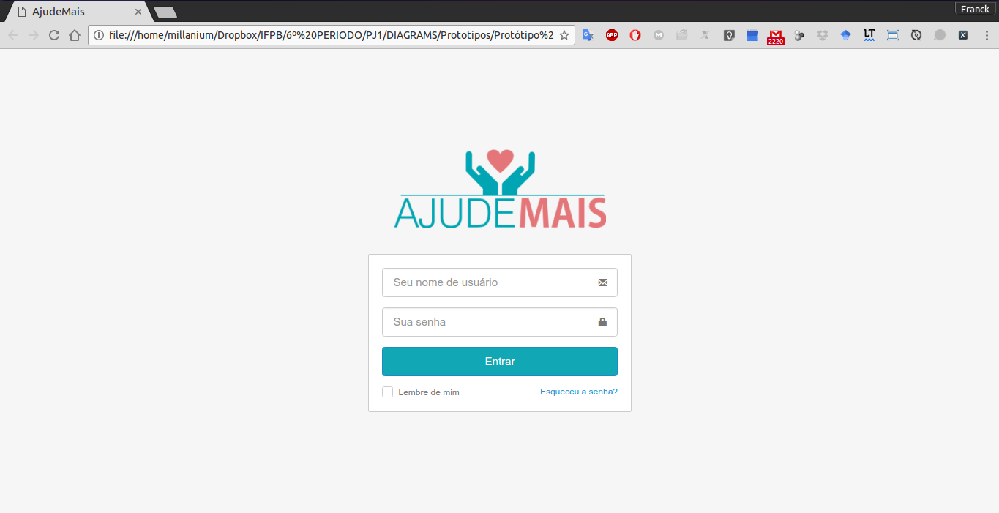 AjudeMais
Franck
file:///home/millanium/Dropbox/IFPB/6º%20PERIODO/PJ1/DIAGRAMS/Prototipos/Protótipo%2
ABP
M
2220
LT
X
AJUDEMAIS
Seu nome de usuário
Sua senha
Entrar
Lembre de mim
Esqueceu a senha?